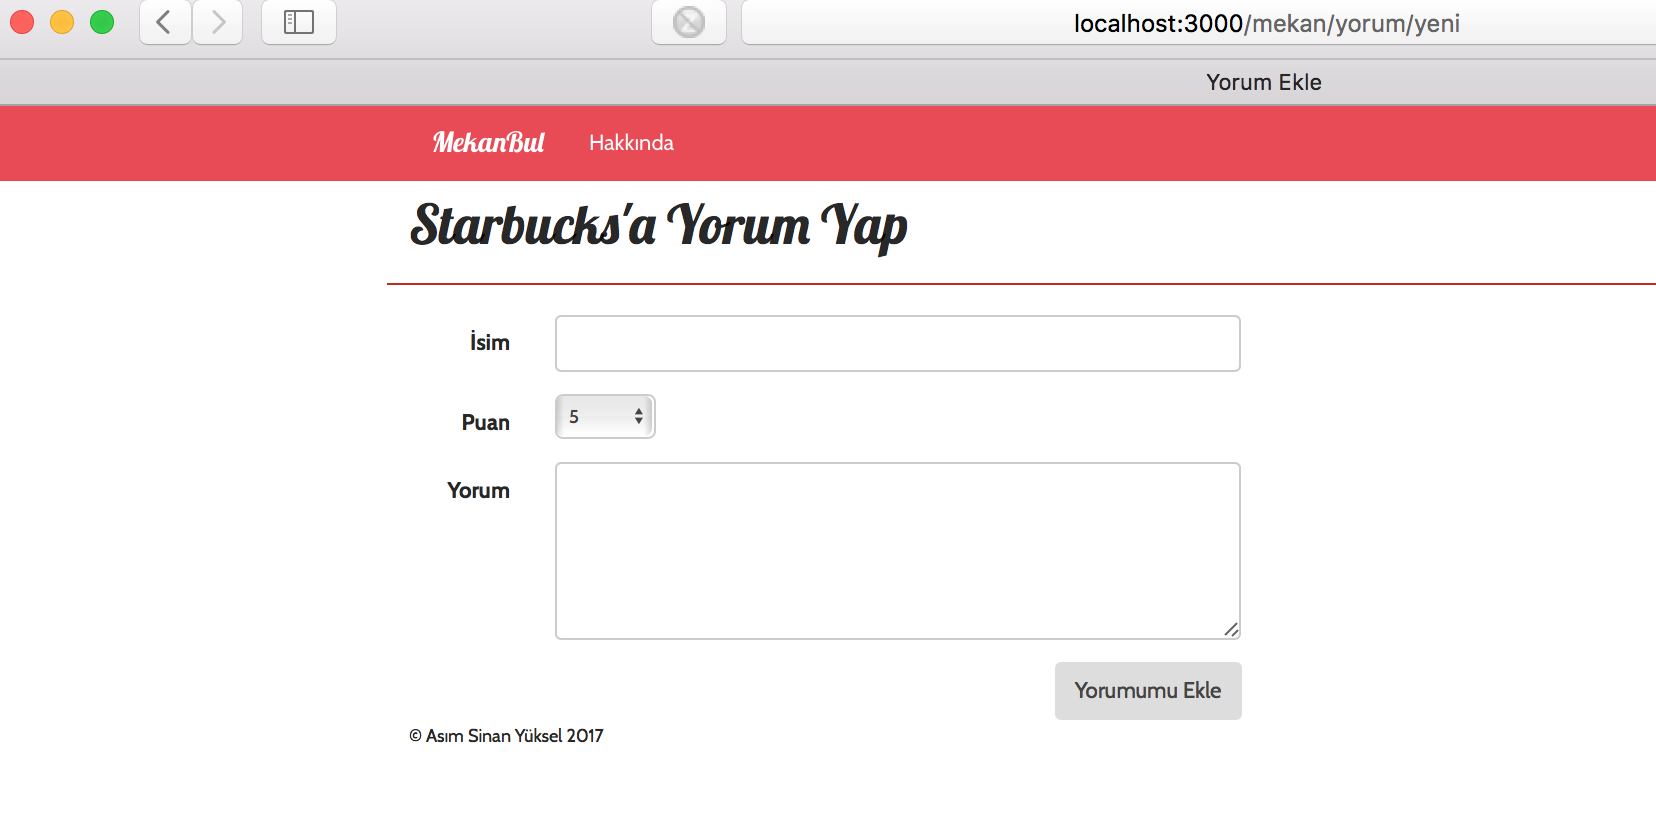 localhost:3000/mekan/yorum/yeni
Yorum Ekle
MekanBul Hakkında
Starbucks'a Yorum Yap
İsim
Puan 5
Yorum
Yorumumu Ekle
© Asım Sinan Yüksel 2017